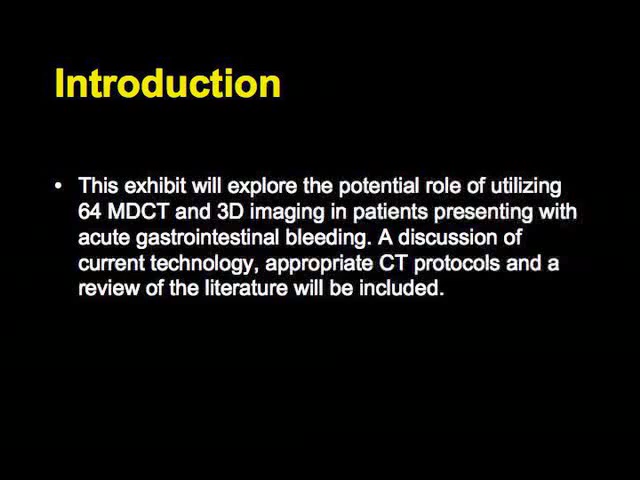 Introduction
• This exhibit will explore the potential role of utilizing
64 MDCT and 3D imaging in patients presenting with
acute gastrointestinal bleeding. A discussion of
current technology, appropriate CT protocols and a
review of the literature will be included.